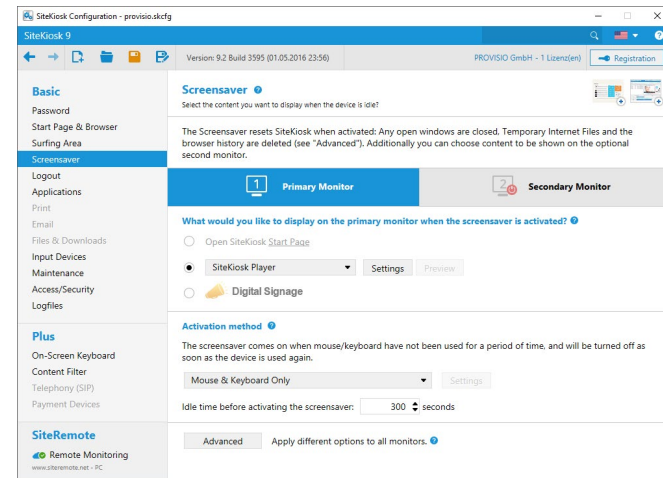 SiteKiosk Configuration - provisio.skcfg
SiteKiosk 9
Version: 9.2 Build 3595 (01.05.2016 23:56)
PROVISIO GmbH - 1 Lizenz(en)
Registration
Basic
Password
Start Page & Browser
Surfing Area
Screensaver
Logout
Applications
Print
Email
Files & Downloads
Input Devices
Maintenance
Access/Security
Logfiles
Plus
On-Screen Keyboard
Content Filter
Telephony (SIP)
Payment Devices
SiteRemote
Remote Monitoring
www.siteremote.net - PC
Screensaver ?
Select the content you want to display when the device is idle?
The Screensaver resets SiteKiosk when activated: Any open windows are closed, Temporary Internet Files and the
browser history are deleted (see "Advanced"). Additionally you can choose content to be shown on the optional
second monitor.
1 Primary Monitor
2 Secondary Monitor
What would you like to display on the primary monitor when the screensaver is activated? ?
Open SiteKiosk Start Page
SiteKiosk Player Settings Preview
Digital Signage
Activation method ?
The screensaver comes on when mouse/keyboard have not been used for a period of time, and will be turned off as
soon as the device is used again.
Mouse & Keyboard Only Settings
Idle time before activating the screensaver: 300 seconds
Advanced Apply different options to all monitors. ?